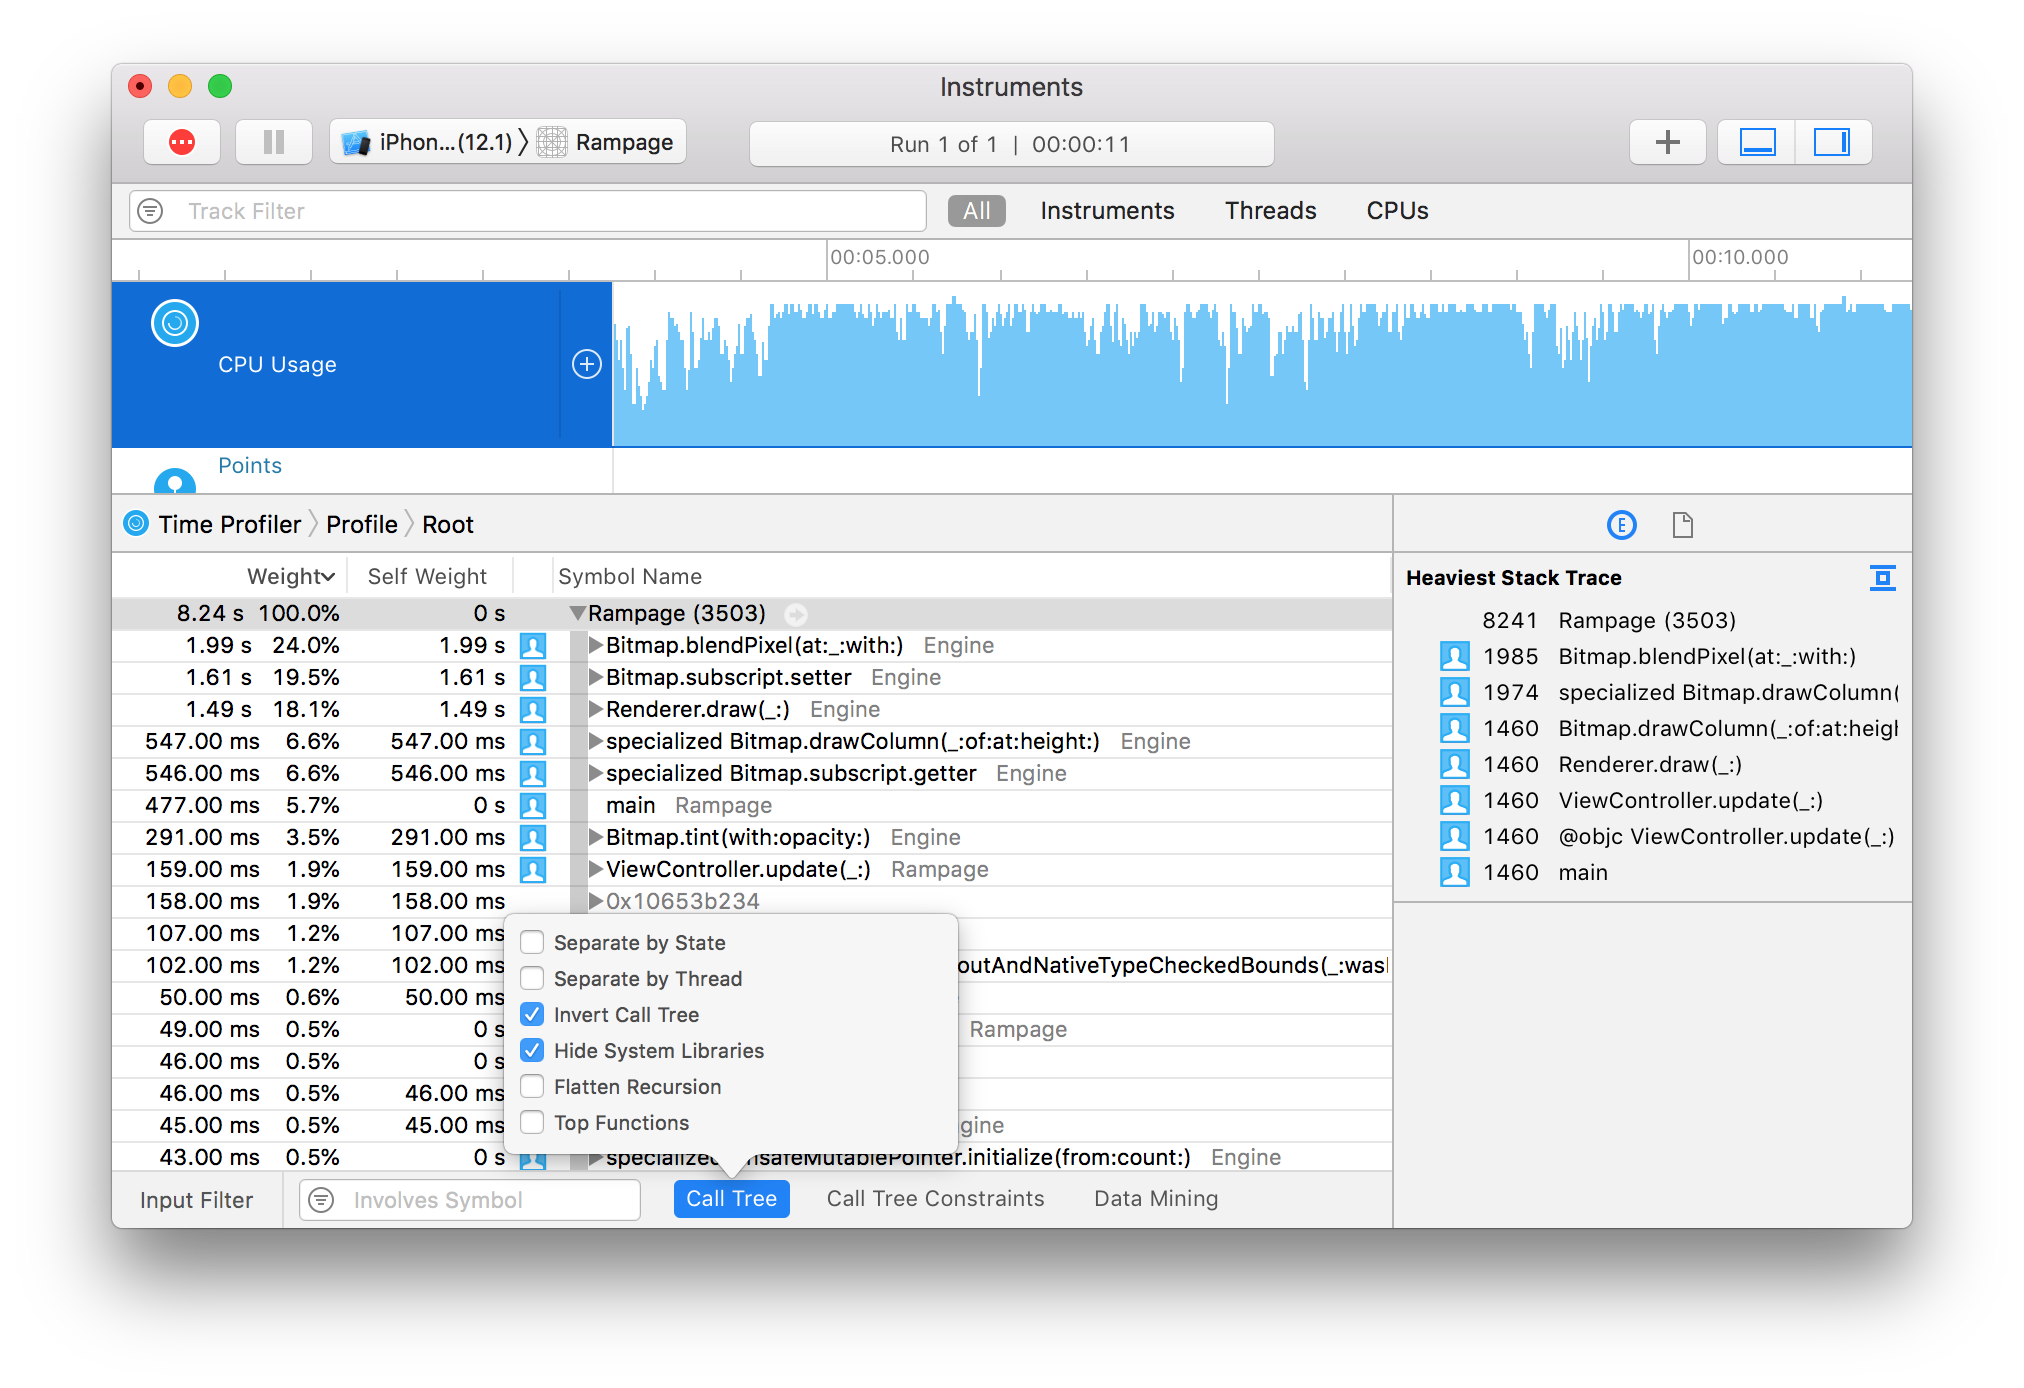 Instruments
iPhon...(12.1) Rampage
Run 1 of 1 | 00:00:11
Track Filter
All Instruments Threads CPUs
00:05.000 00:10.000
CPU Usage
Points
Time Profiler Profile Root
Weight Self Weight Symbol Name
8.24 s 100.0% 0 s Rampage (3503)
1.99 s 24.0% 1.99 s Bitmap.blendPixel(at:_:with:) Engine
1.61 s 19.5% 1.61 s Bitmap.subscript.setter Engine
1.49 s 18.1% 1.49 s Renderer.draw(_:) Engine
547.00 ms 6.6% 547.00 ms specialized Bitmap.drawColumn(_:of:at:height:) Engine
546.00 ms 6.6% 546.00 ms specialized Bitmap.subscript.getter Engine
477.00 ms 5.7% 0 s main Rampage
291.00 ms 3.5% 291.00 ms Bitmap.tint(with:opacity:) Engine
159.00 ms 1.9% 159.00 ms ViewController.update(_:) Rampage
158.00 ms 1.9% 158.00 ms 0x10653b234
107.00 ms 1.2% 107.00 ms
102.00 ms 1.2% 102.00 ms outAndNativeTypeCheckedBounds(_:was
50.00 ms 0.6% 50.00 ms
49.00 ms 0.5% 0 s Rampage
46.00 ms 0.5% 0 s
46.00 ms 0.5% 46.00 ms
45.00 ms 0.5% 45.00 ms gine
43.00 ms 0.5% 0 s specialized nsafeMutablePointer.initialize(from:count:) Engine
Separate by State
Separate by Thread
Invert Call Tree
Hide System Libraries
Flatten Recursion
Top Functions
Input Filter Involves Symbol Call Tree Call Tree Constraints Data Mining
E
Heaviest Stack Trace
8241 Rampage (3503)
1985 Bitmap.blendPixel(at:_:with:)
1974 specialized Bitmap.drawColumn(
1460 Bitmap.drawColumn(_:of:at:heigh
1460 Renderer.draw(_:)
1460 ViewController.update(_:)
1460 @objc ViewController.update(_:)
1460 main